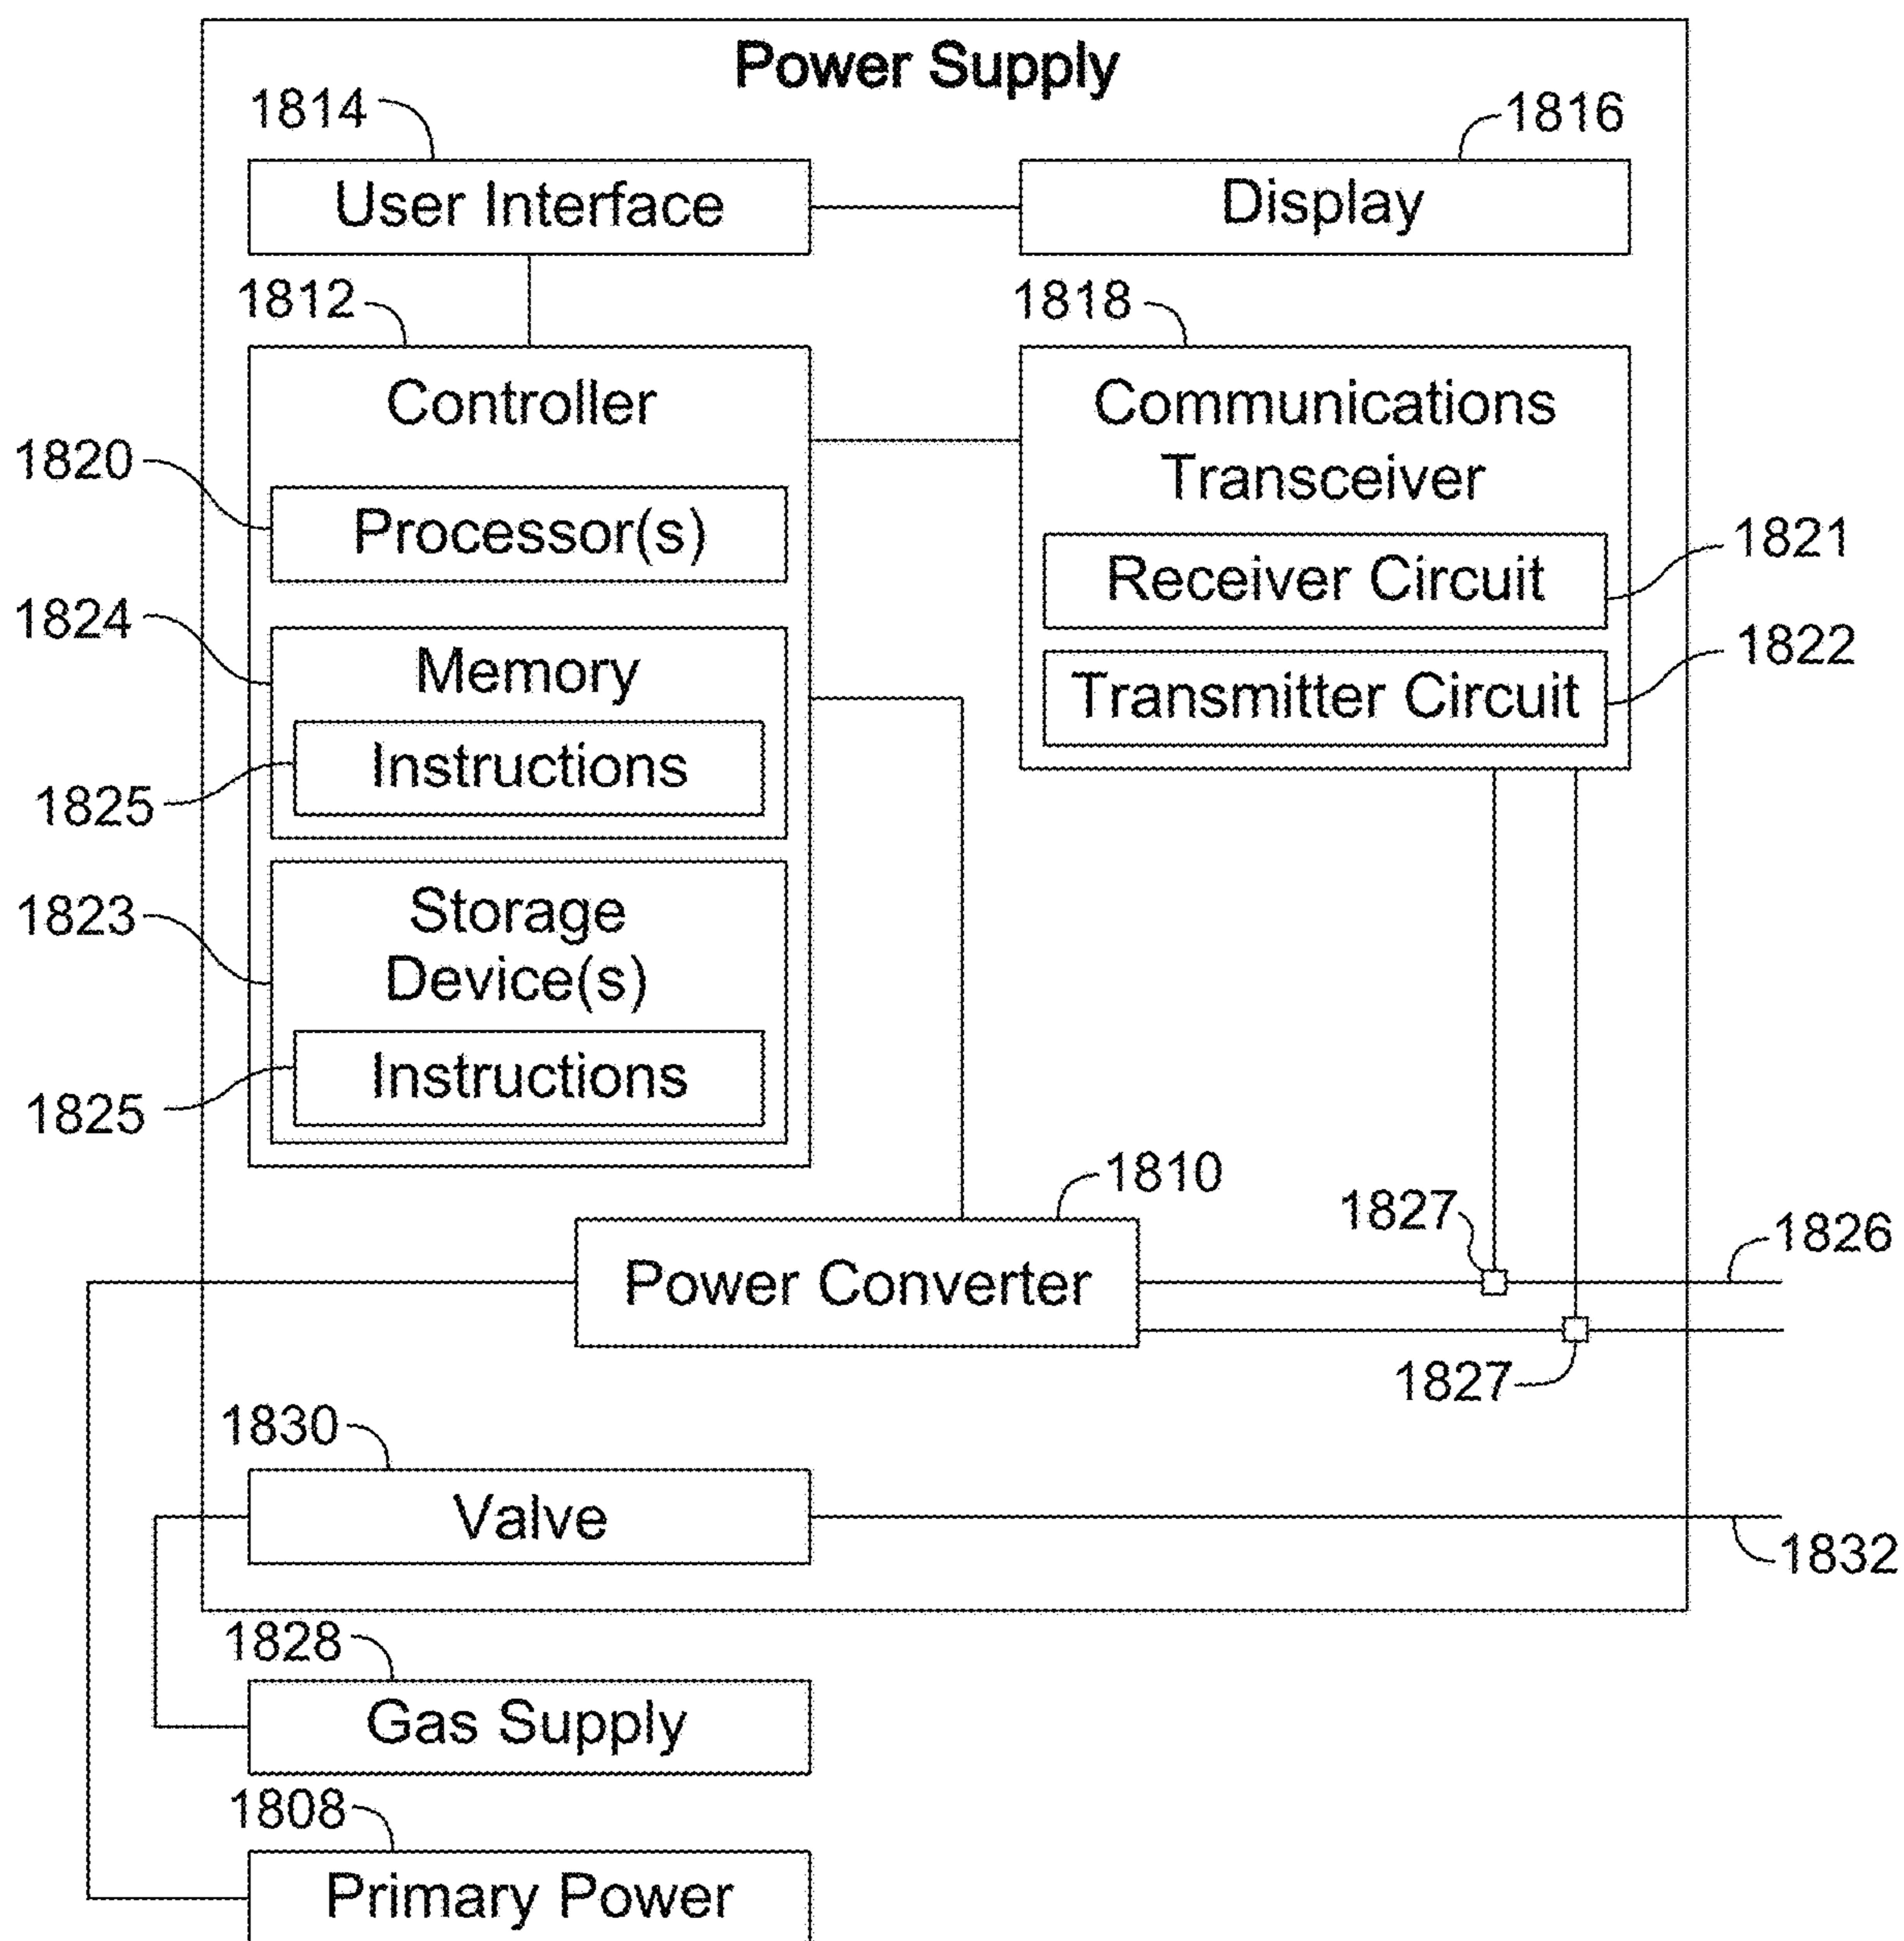 Power Supply
1814
1816
User Interface
Display
1812
1818
Controller
Communications
Transceiver
1820
Processor(s)
1821
Receiver Circuit
1824
Memory
1822
Transmitter Circuit
Instructions
1825
1823
Storage
Device(s)
Instructions
1825
1810
1827
1826
Power Converter
1827
1830
Valve
1832
1828
Gas Supply
1808
Primary Power